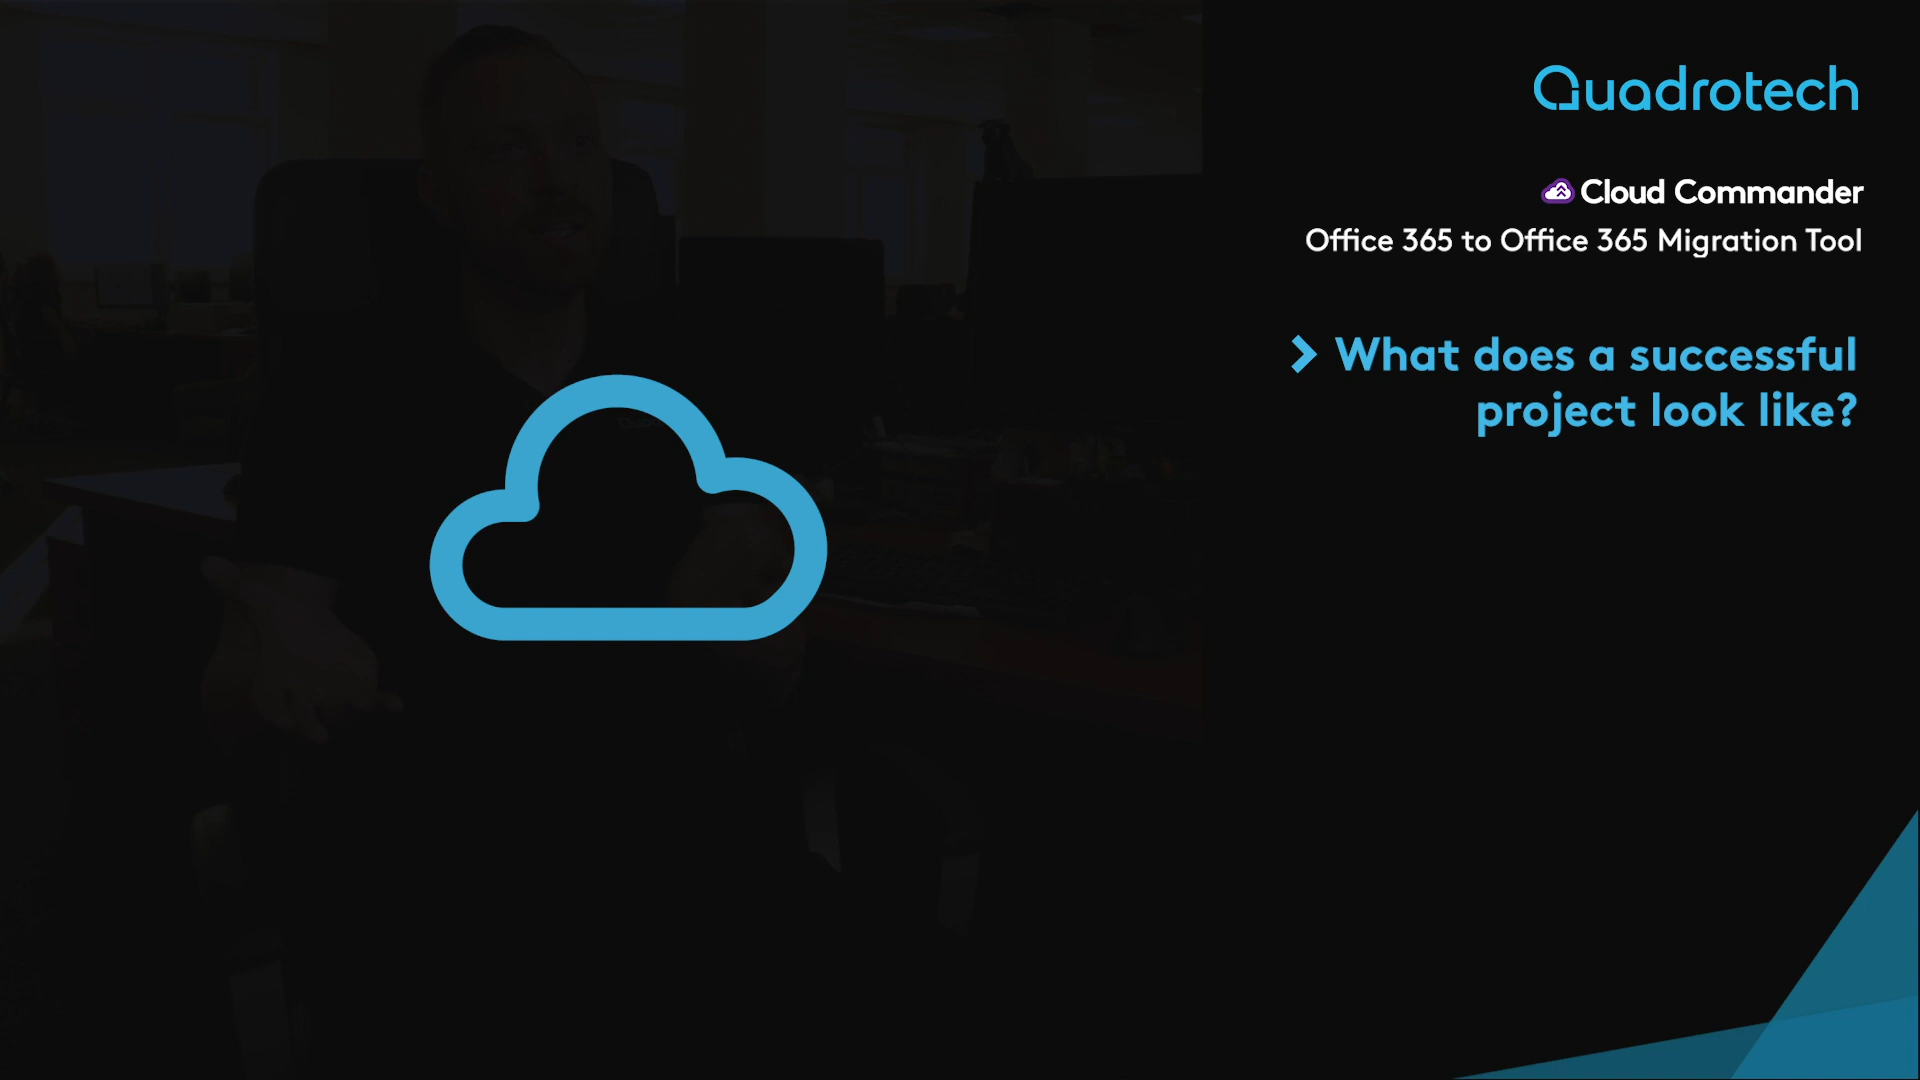 Quadrotech
Cloud Commander
Office 365 to Office 365 Migration Tool
What does a successful
project look like?